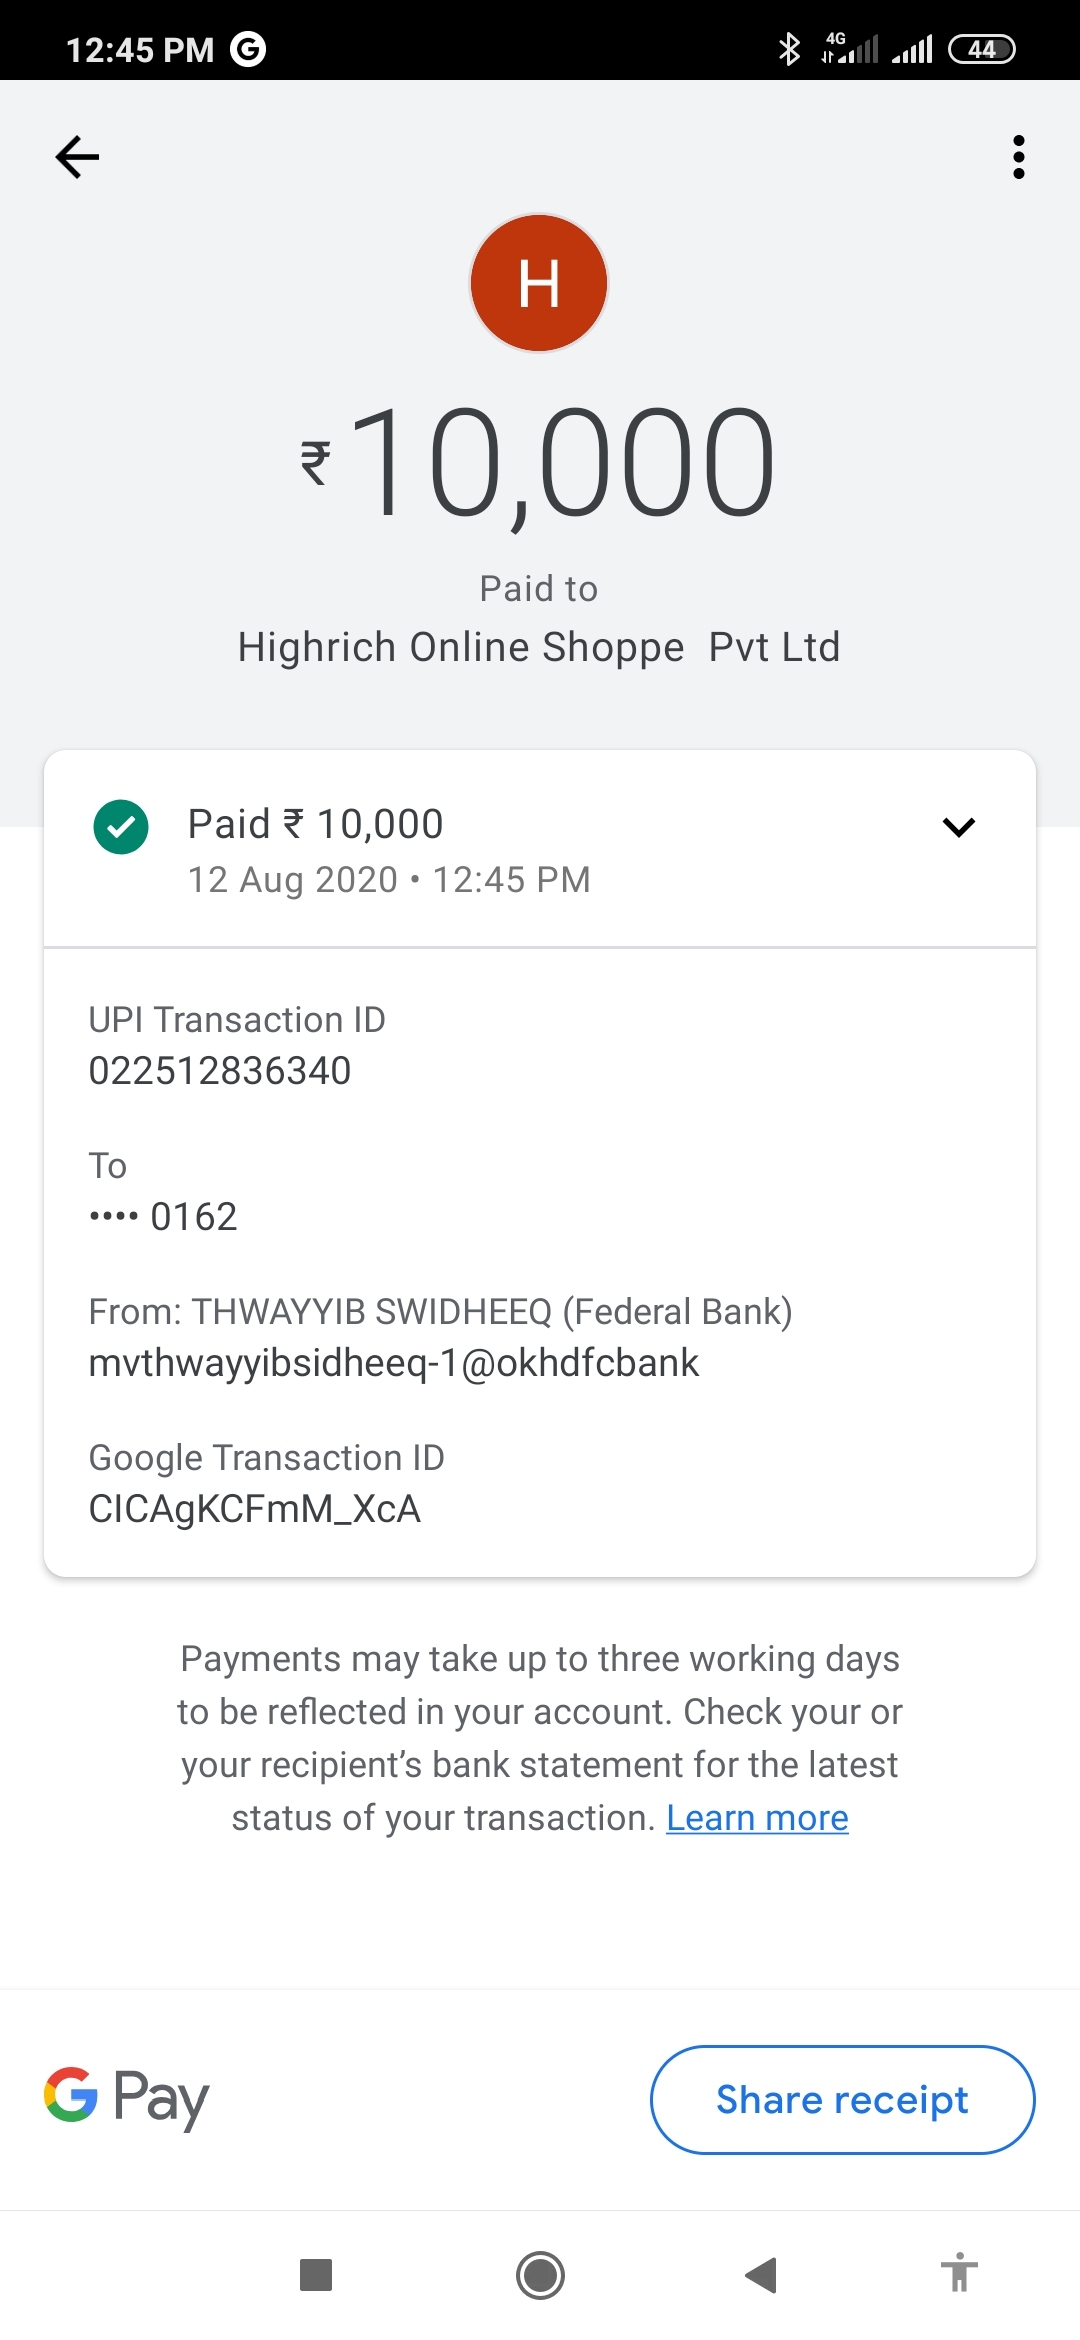 12:45 PM G
4G
44
H
₹10,000
Paid to
Highrich Online Shoppe  Pvt Ltd
Paid ₹ 10,000
12 Aug 2020 • 12:45 PM
UPI Transaction ID
022512836340
To
•••• 0162
From: THWAYYIB SWIDHEEQ (Federal Bank)
mvthwayyibsidheeq-1@okhdfcbank
Google Transaction ID
CICAgKCFmM_XcA
Payments may take up to three working days
to be reflected in your account. Check your or
your recipient’s bank statement for the latest
status of your transaction. Learn more
G Pay
Share receipt